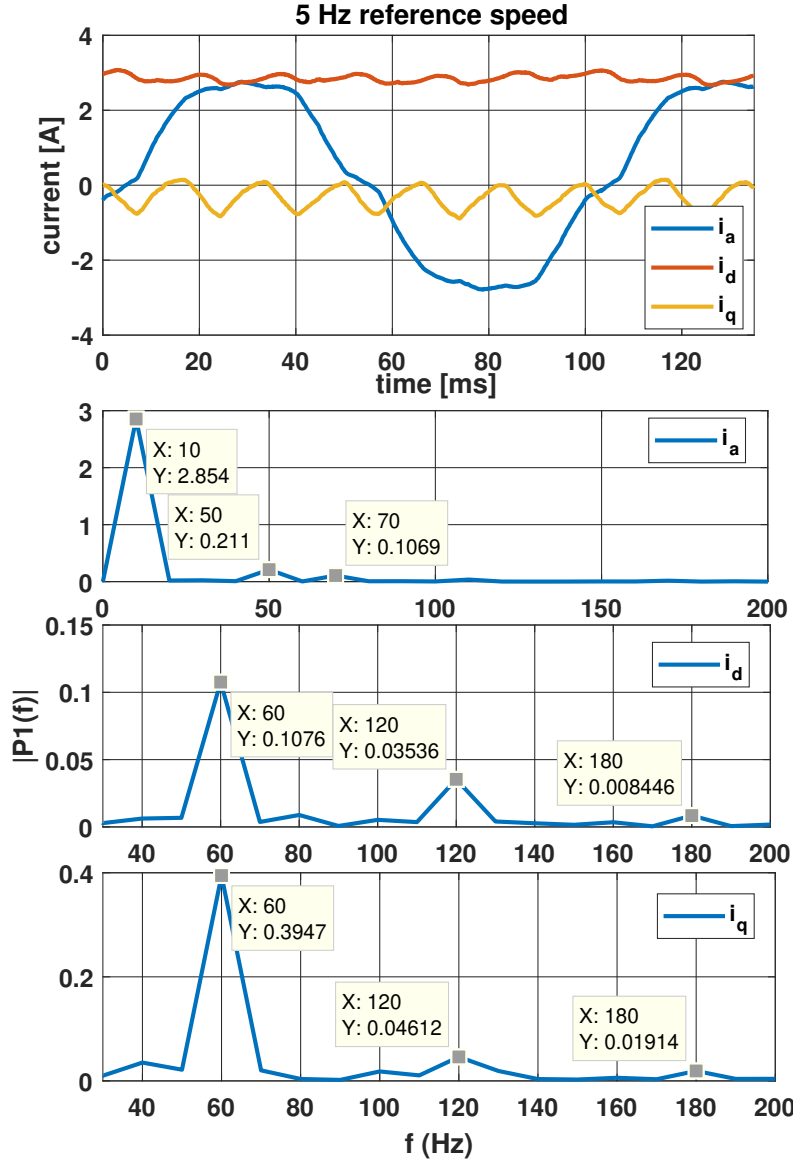 5 Hz reference speed
4
2
0
-2
-4
current [A]
i_a
i_d
i_q
0 20 40 60 80 100 120
time [ms]
3
2
1
0
i_a
X: 10
Y: 2.854
X: 50
Y: 0.211
X: 70
Y: 0.1069
0 50 100 150 200
0.15
0.1
0.05
0
|P1(f)|
i_d
X: 60
Y: 0.1076
X: 120
Y: 0.03536
X: 180
Y: 0.008446
40 60 80 100 120 140 160 180 200
0.4
0.2
0
i_q
X: 60
Y: 0.3947
X: 120
Y: 0.04612
X: 180
Y: 0.01914
40 60 80 100 120 140 160 180 200
f (Hz)